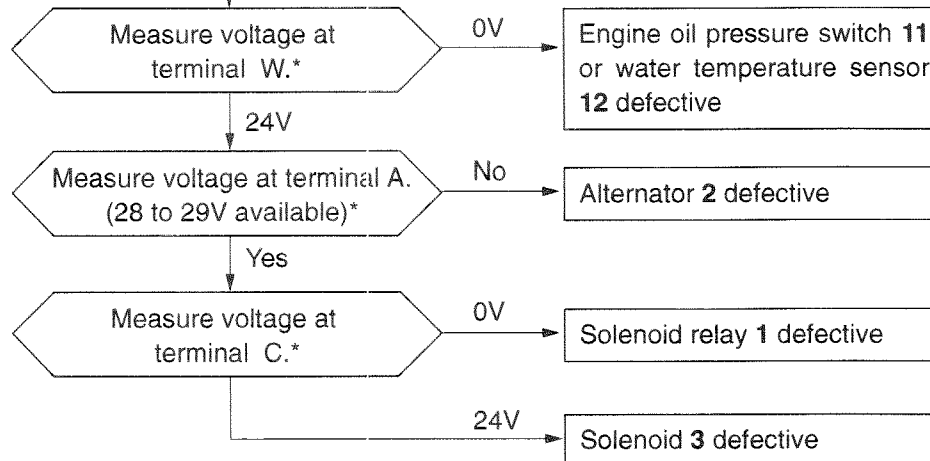 Measure voltage at
terminal W.*
0V
Engine oil pressure switch 11
or water temperature sensor
12 defective
24V
Measure voltage at terminal A.
(28 to 29V available)*
No
Alternator 2 defective
Yes
Measure voltage at
terminal C.*
0V
Solenoid relay 1 defective
24V
Solenoid 3 defective